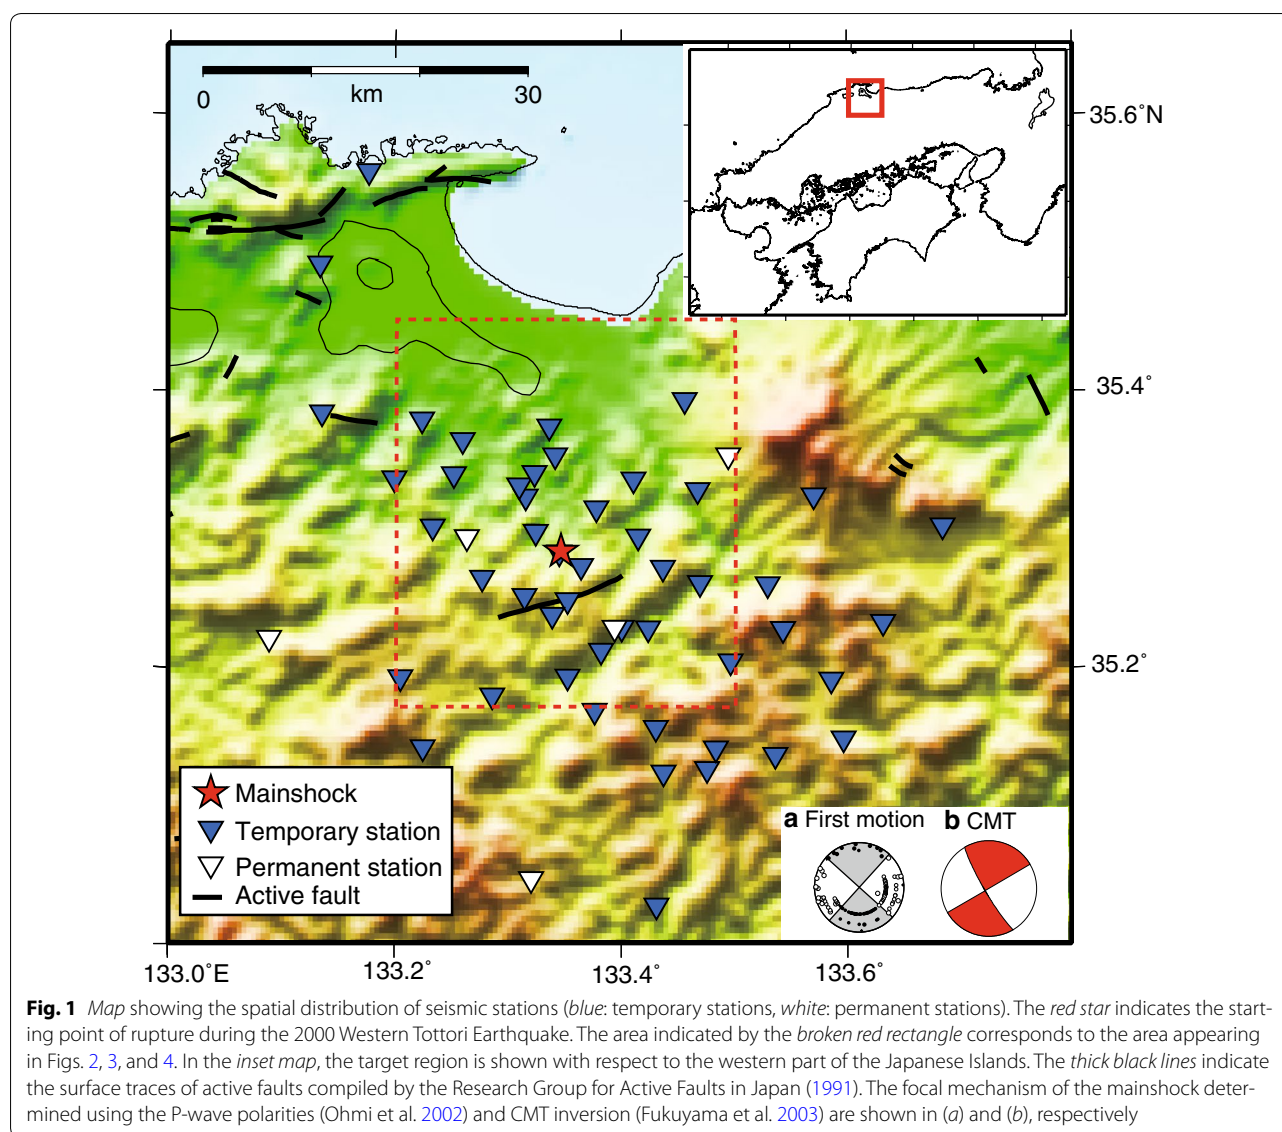 0
km
30
35.6˚N
35.4˚
35.2˚
Mainshock
Temporary station
Permanent station
Active fault
a First motion
b CMT
133.0˚E
133.2˚
133.4˚
133.6˚
Fig. 1 Map showing the spatial distribution of seismic stations (blue: temporary stations, white: permanent stations). The red star indicates the start-
ing point of rupture during the 2000 Western Tottori Earthquake. The area indicated by the broken red rectangle corresponds to the area appearing
in Figs. 2, 3, and 4. In the inset map, the target region is shown with respect to the western part of the Japanese Islands. The thick black lines indicate
the surface traces of active faults compiled by the Research Group for Active Faults in Japan (1991). The focal mechanism of the mainshock deter-
mined using the P-wave polarities (Ohmi et al. 2002) and CMT inversion (Fukuyama et al. 2003) are shown in (a) and (b), respectively